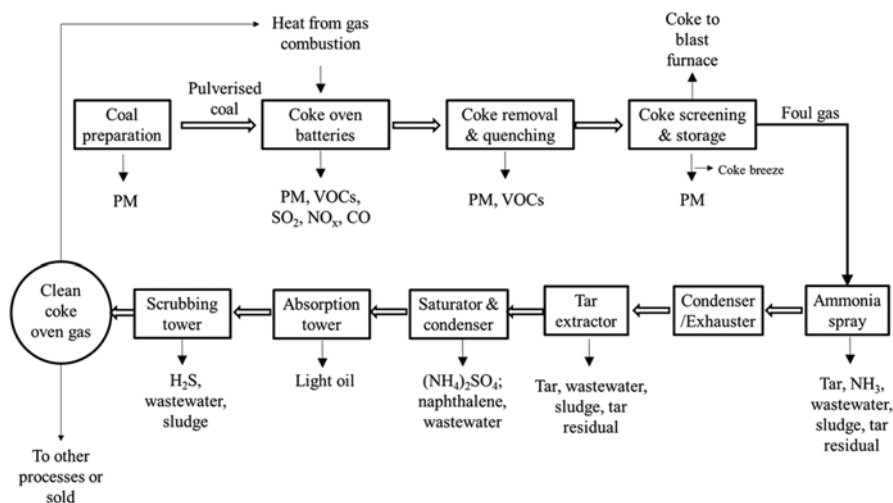 Heat from gas
combustion
Coke to
blast
furnace
Pulverised
coal
Coal
preparation
Coke oven
batteries
Coke removal
& quenching
Coke screening
& storage
Foul gas
Coke breeze
PM
PM, VOCs,
SO₂, NOₓ, CO
PM, VOCs
PM
Clean
coke
oven gas
Scrubbing
tower
Absorption
tower
Saturator &
condenser
Tar
extractor
Condenser
/Exhauster
Ammonia
spray
H₂S,
wastewater,
sludge
Light oil
(NH₄)₂SO₄;
naphthalene,
wastewater
Tar, wastewater,
sludge, tar
residual
Tar, NH₃,
wastewater,
sludge, tar
residual
To other
processes or
sold